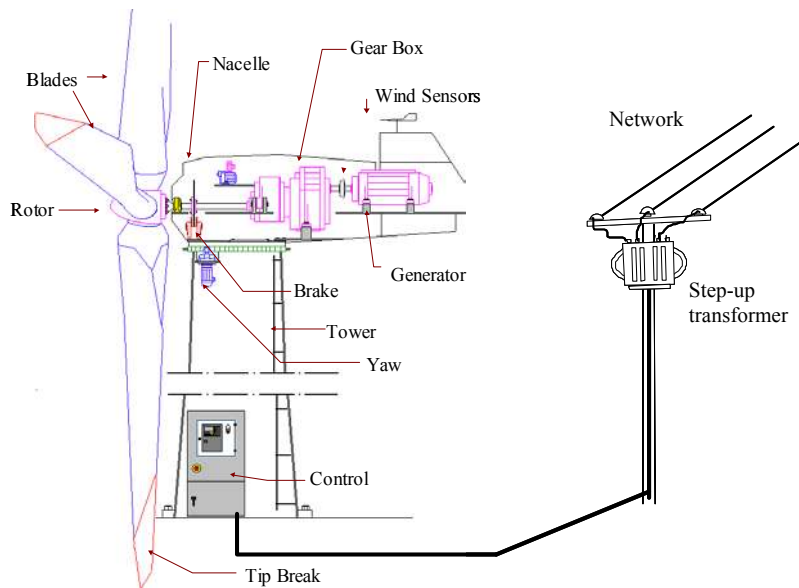 Gear Box
Nacelle
Blades
Wind Sensors
Network
Rotor
Generator
Brake
Step-up
transformer
Tower
Yaw
Control
Tip Break